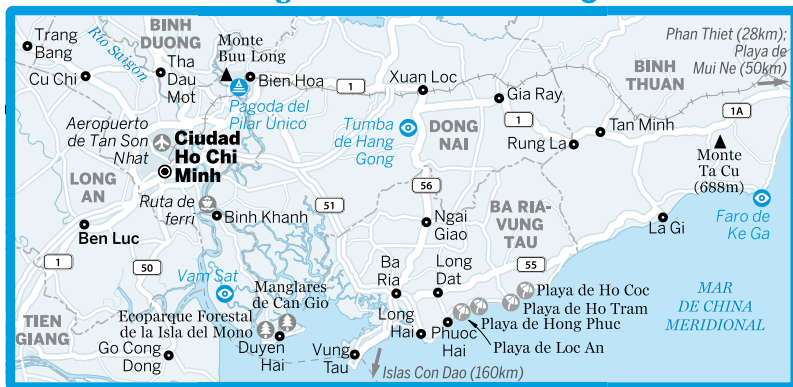 Trang
Bang
Río Saigón
BINH
DUONG
Monte
Buu Long
Phan Thiet (28km);
Playa de
Mui Ne (50km)
Cu Chi
Tha
Dau
Mot
Bien Hoa
1
Xuan Loc
BINH
THUAN
Pagoda del
Pilar Único
Gia Ray
1A
Aeropuerto
de Tan Son
Nhat
Ciudad
Ho Chi
Minh
Tumba
de Hang
Gong
DONG
NAI
1
Rung La
Tan Minh
Monte
Ta Cu
(688m)
LONG
AN
Ruta de
ferri
Binh Khanh
51
56
Ngai
Giao
BA RIA-
VUNG
TAU
La Gi
Faro de
Ke Ga
Ben Luc
1
50
Vam Sat
Manglares
de Can Gio
Ba
Ria
Long
Dat
55
Playa de Ho Coc
Playa de Ho Tram
Playa de Hong Phuc
Playa de Loc An
MAR
DE CHINA
MERIDIONAL
TIEN
GIANG
Ecoparque Forestal
de la Isla del Mono
Go Cong
Dong
Duyen
Hai
Vung
Tau
Long
Hai
Phuoc
Hai
Islas Con Dao (160km)